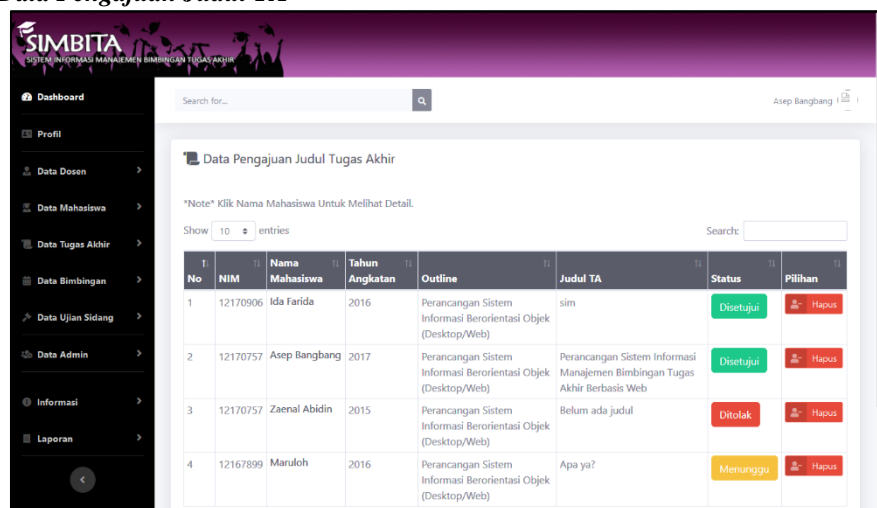 Data Pengajuan Judul TA
SIMBITA
SISTEM INFORMASI MANAJEMEN BIMBINGAN TUGAS AKHIR
Dashboard
Search for...
Asep Bangbang
Profil
Data Dosen
Data Mahasiswa
Data Tugas Akhir
Data Bimbingan
Data Ujian Sidang
Data Admin
Informasi
Laporan
Data Pengajuan Judul Tugas Akhir
*Note* Klik Nama Mahasiswa Untuk Melihat Detail.
Show 10 entries
Search:
No NIM Nama Mahasiswa Tahun Angkatan Outline Judul TA Status Pilihan
1 12170906 Ida Farida 2016 Perancangan Sistem sim Disetujui Hapus
Informasi Berorientasi Objek
(Desktop/Web)
2 12170757 Asep Bangbang 2017 Perancangan Sistem Perancangan Sistem Informasi Disetujui Hapus
Informasi Berorientasi Objek Manajemen Bimbingan Tugas
(Desktop/Web) Akhir Berbasis Web
3 12170757 Zaenal Abidin 2015 Perancangan Sistem Belum ada judul Ditolak Hapus
Informasi Berorientasi Objek
(Desktop/Web)
4 12167899 Maruloh 2016 Perancangan Sistem Apa ya? Menunggu Hapus
Informasi Berorientasi Objek
(Desktop/Web)